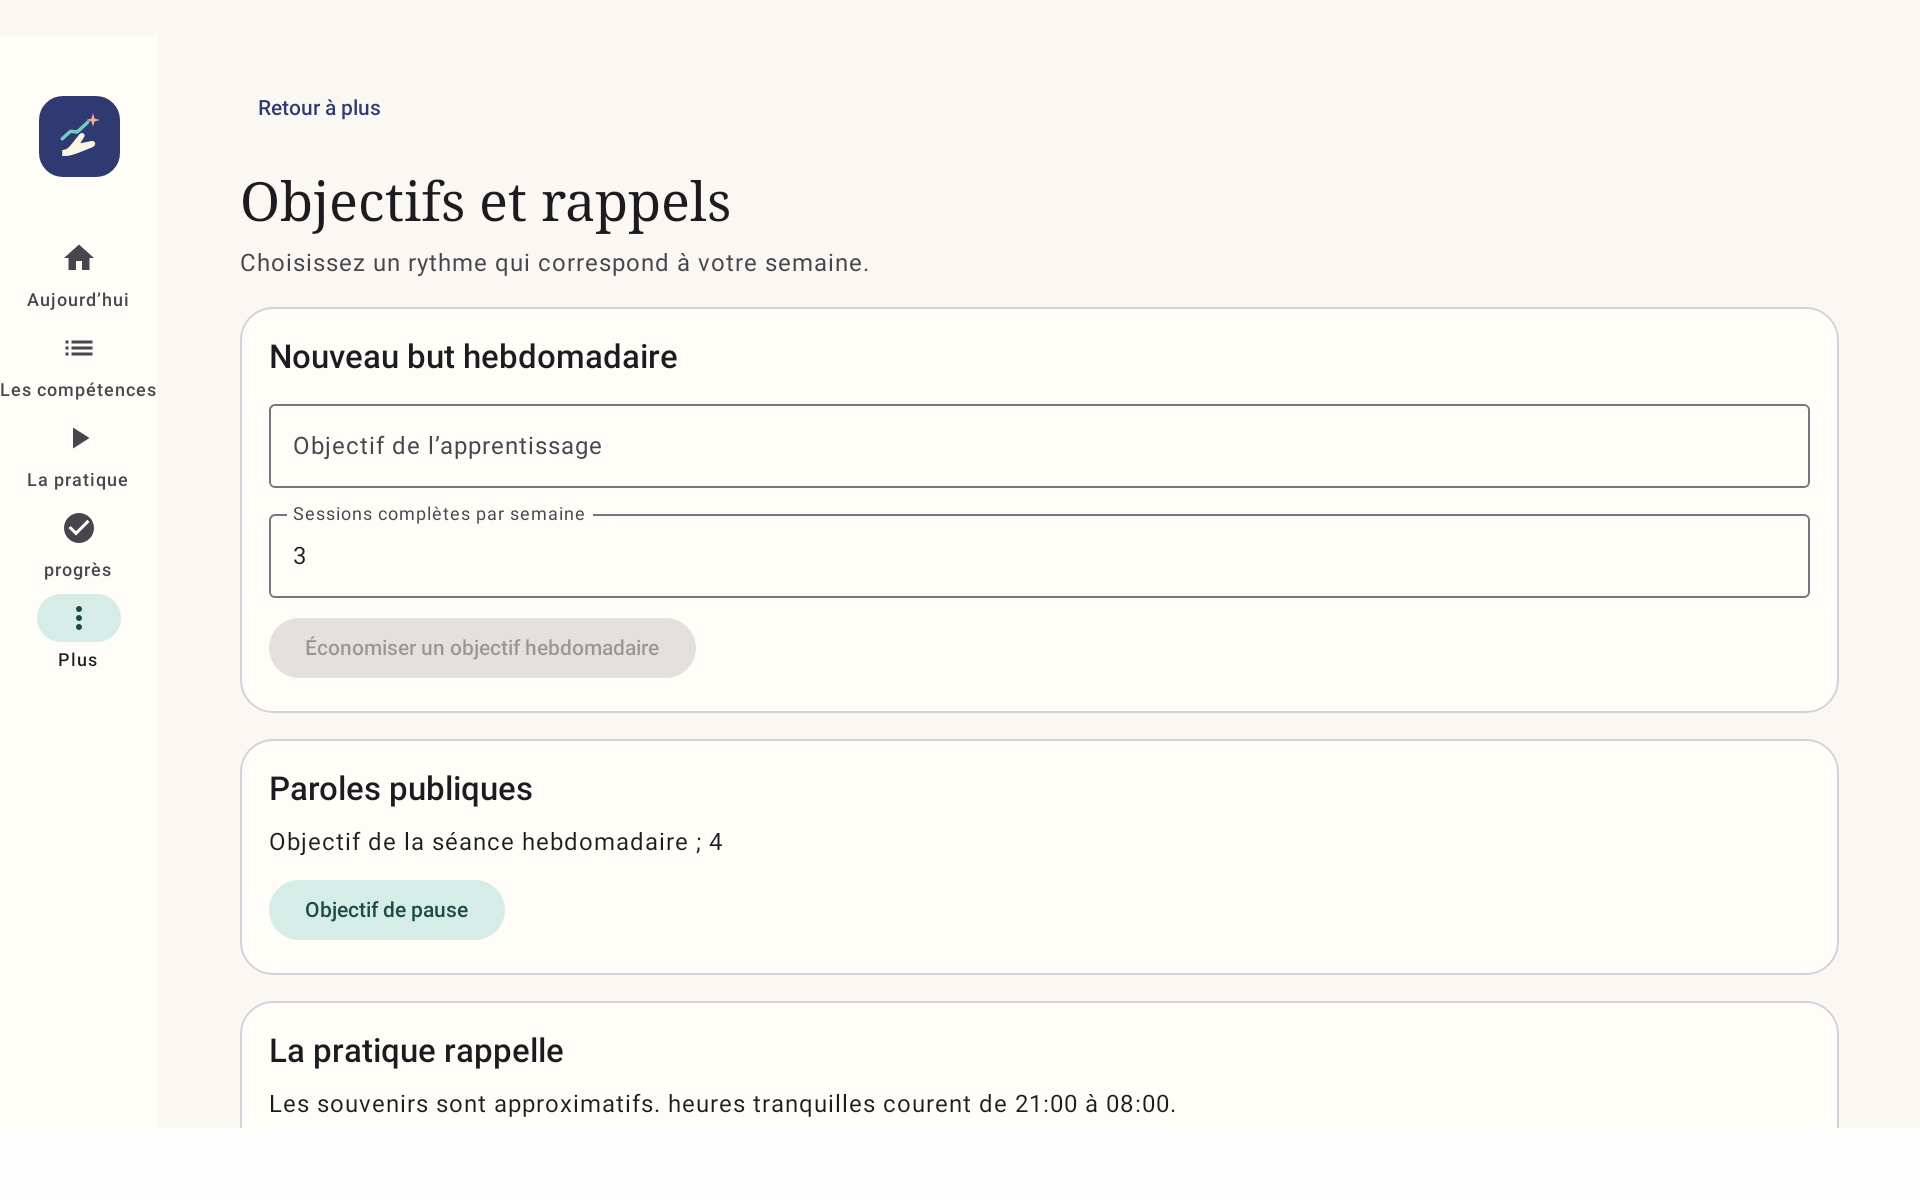 Aujourd’hui
Les compétences
La pratique
progrès
Plus
Retour à plus
Objectifs et rappels
Choisissez un rythme qui correspond à votre semaine.
Nouveau but hebdomadaire
Objectif de l’apprentissage
Sessions complètes par semaine
3
Économiser un objectif hebdomadaire
Paroles publiques
Objectif de la séance hebdomadaire ; 4
Objectif de pause
La pratique rappelle
Les souvenirs sont approximatifs. heures tranquilles courent de 21:00 à 08:00.